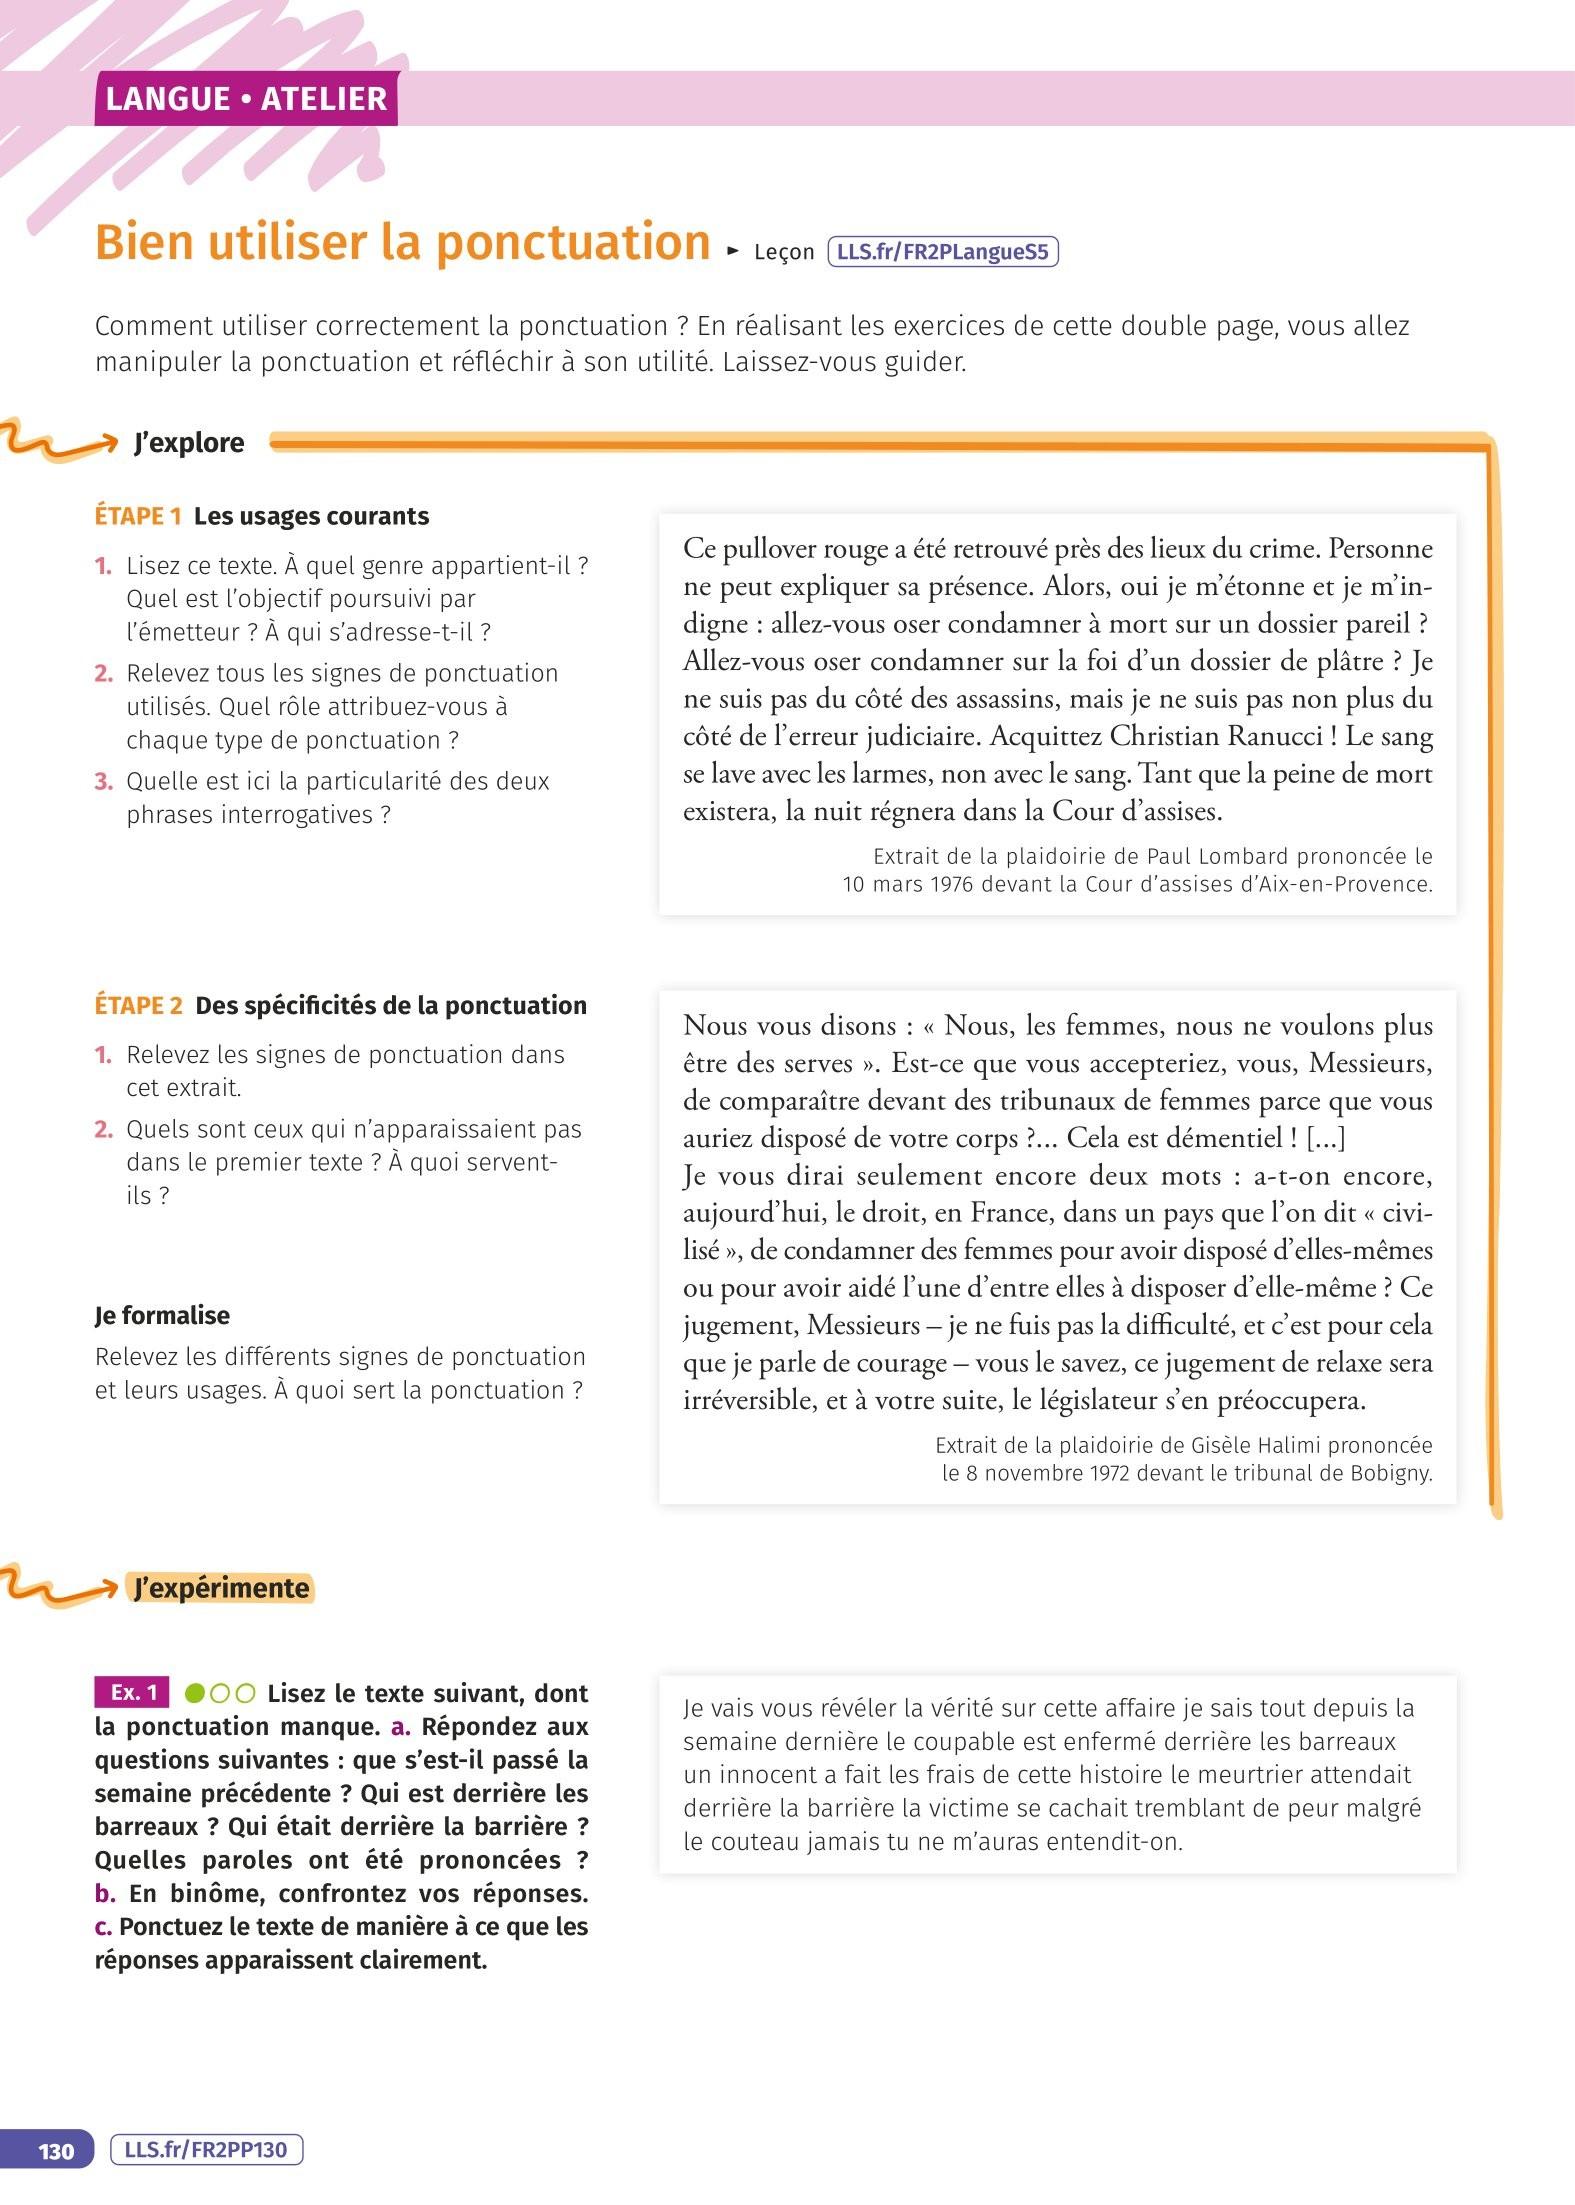 LANGUE • ATELIER
Bien utiliser la ponctuation ► Leçon LLS.fr/FR2PLangueS5
Comment utiliser correctement la ponctuation ? En réalisant les exercices de cette double page, vous allez
manipuler la ponctuation et réfléchir à son utilité. Laissez-vous guider.
J'explore
ÉTAPE 1 Les usages courants
1. Lisez ce texte. À quel genre appartient-il ?
Quel est l'objectif poursuivi par
l'émetteur ? À qui s'adresse-t-il ?
2. Relevez tous les signes de ponctuation
utilisés. Quel rôle attribuez-vous à
chaque type de ponctuation ?
3. Quelle est ici la particularité des deux
phrases interrogatives ?
Ce pullover rouge a été retrouvé près des lieux du crime. Personne
ne peut expliquer sa présence. Alors, oui je m'étonne et je m'in-
digne : allez-vous oser condamner à mort sur un dossier pareil ?
Allez-vous oser condamner sur la foi d'un dossier de plâtre ? Je
ne suis pas du côté des assassins, mais je ne suis pas non plus du
côté de l'erreur judiciaire. Acquittez Christian Ranucci ! Le sang
se lave avec les larmes, non avec le sang. Tant que la peine de mort
existera, la nuit régnera dans la Cour d'assises.
Extrait de la plaidoirie de Paul Lombard prononcée le
10 mars 1976 devant la Cour d'assises d'Aix-en-Provence.
ÉTAPE 2 Des spécificités de la ponctuation
1. Relevez les signes de ponctuation dans
cet extrait.
2. Quels sont ceux qui n'apparaissaient pas
dans le premier texte ? À quoi servent-
ils ?
Je formalise
Relevez les différents signes de ponctuation
et leurs usages. À quoi sert la ponctuation ?
Nous vous disons : « Nous, les femmes, nous ne voulons plus
être des serves ». Est-ce que vous accepteriez, vous, Messieurs,
de comparaître devant des tribunaux de femmes parce que vous
auriez disposé de votre corps ?... Cela est démentiel ! [...]
Je vous dirai seulement encore deux mots : a-t-on encore,
aujourd'hui, le droit, en France, dans un pays que l'on dit « civi-
lisé », de condamner des femmes pour avoir disposé d'elles-mêmes
ou pour avoir aidé l'une d'entre elles à disposer d'elle-même ? Ce
jugement, Messieurs – je ne fuis pas la difficulté, et c'est pour cela
que je parle de courage – vous le savez, ce jugement de relaxe sera
irréversible, et à votre suite, le législateur s'en préoccupera.
Extrait de la plaidoirie de Gisèle Halimi prononcée
le 8 novembre 1972 devant le tribunal de Bobigny.
J'expérimente
Ex. 1 Lisez le texte suivant, dont
la ponctuation manque. a. Répondez aux
questions suivantes : que s'est-il passé la
semaine précédente ? Qui est derrière les
barreaux ? Qui était derrière la barrière ?
Quelles paroles ont été prononcées ?
b. En binôme, confrontez vos réponses.
c. Ponctuez le texte de manière à ce que les
réponses apparaissent clairement.
Je vais vous révéler la vérité sur cette affaire je sais tout depuis la
semaine dernière le coupable est enfermé derrière les barreaux
un innocent a fait les frais de cette histoire le meurtrier attendait
derrière la barrière la victime se cachait tremblant de peur malgré
le couteau jamais tu ne m'auras entendit-on.
130 LLS.fr/FR2PP130